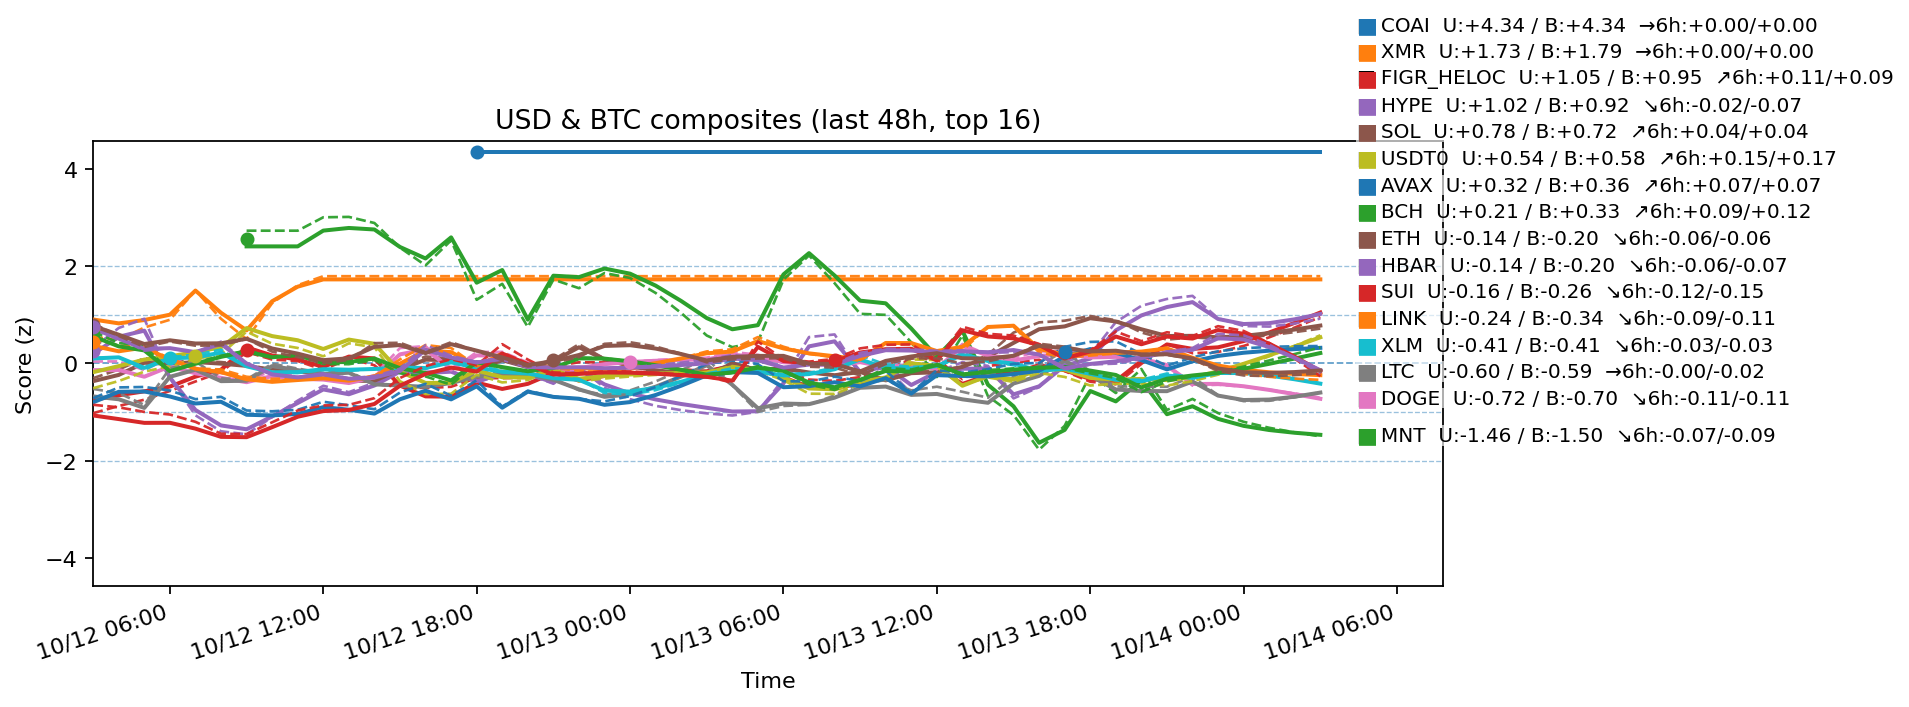 COAI  U:+4.34 / B:+4.34  →6h:+0.00/+0.00
XMR  U:+1.73 / B:+1.79  →6h:+0.00/+0.00
FIGR_HELOC  U:+1.05 / B:+0.95  ↗6h:+0.11/+0.09
HYPE  U:+1.02 / B:+0.92  ↘6h:-0.02/-0.07
SOL  U:+0.78 / B:+0.72  ↗6h:+0.04/+0.04
USDT0  U:+0.54 / B:+0.58  ↗6h:+0.15/+0.17
AVAX  U:+0.32 / B:+0.36  ↗6h:+0.07/+0.07
BCH  U:+0.21 / B:+0.33  ↗6h:+0.09/+0.12
ETH  U:-0.14 / B:-0.20  ↘6h:-0.06/-0.06
HBAR  U:-0.14 / B:-0.20  ↘6h:-0.06/-0.07
SUI  U:-0.16 / B:-0.26  ↘6h:-0.12/-0.15
LINK  U:-0.24 / B:-0.34  ↘6h:-0.09/-0.11
XLM  U:-0.41 / B:-0.41  ↘6h:-0.03/-0.03
LTC  U:-0.60 / B:-0.59  →6h:-0.00/-0.02
DOGE  U:-0.72 / B:-0.70  ↘6h:-0.11/-0.11
MNT  U:-1.46 / B:-1.50  ↘6h:-0.07/-0.09
USD & BTC composites (last 48h, top 16)
Score (z)
4
2
0
−2
−4
10/12 06:00
10/12 12:00
10/12 18:00
10/13 00:00
10/13 06:00
10/13 12:00
10/13 18:00
10/14 00:00
10/14 06:00
Time